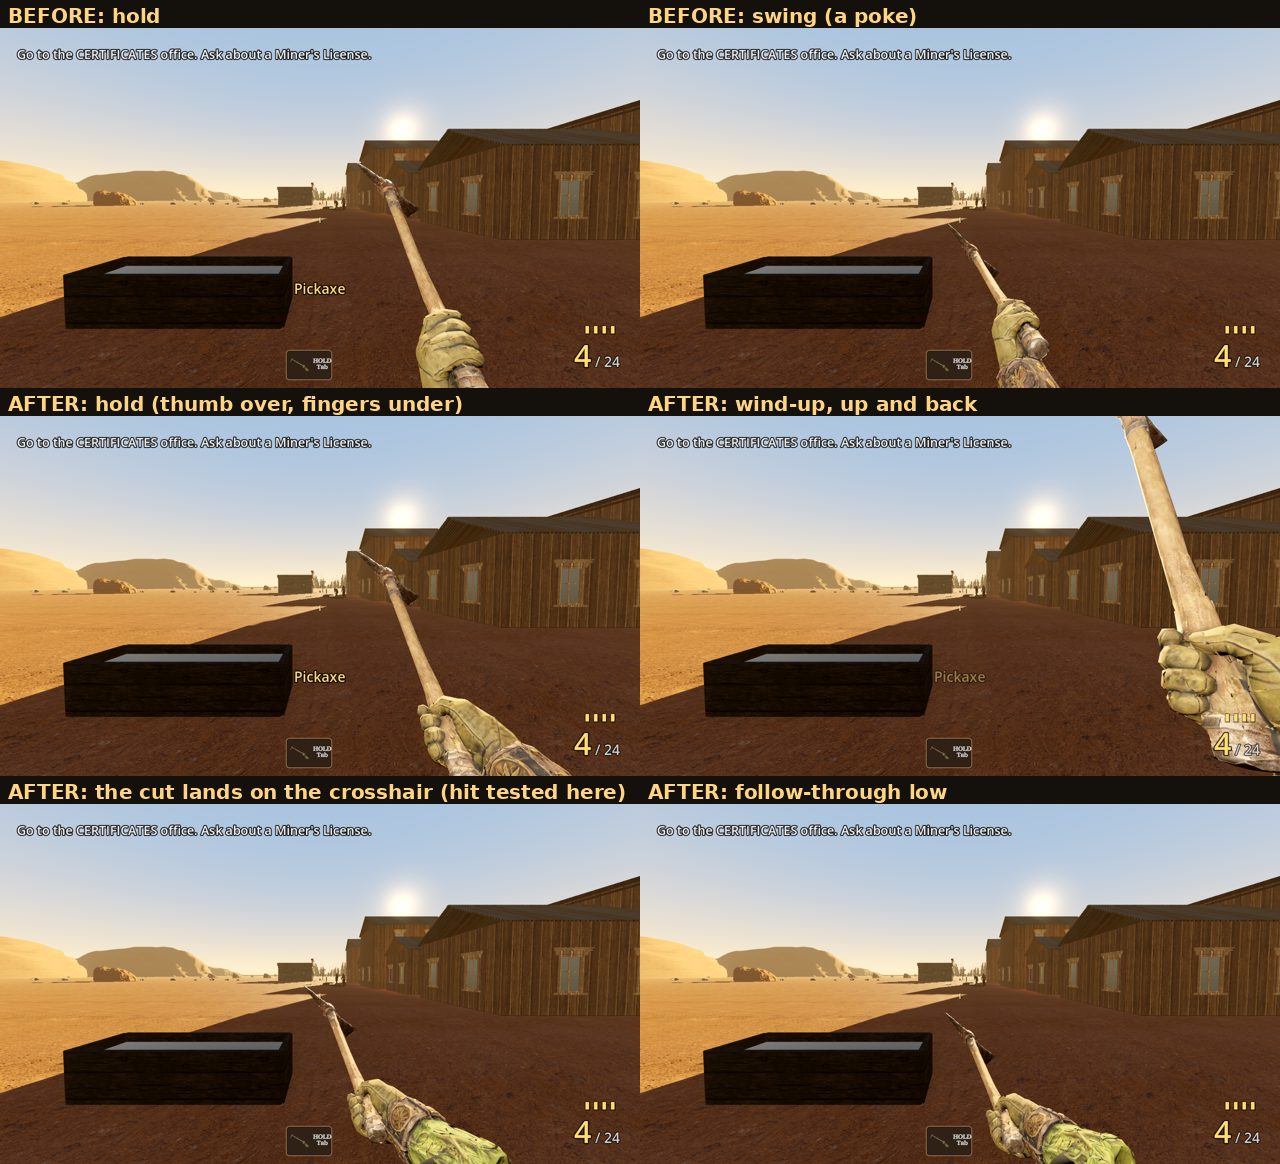 BEFORE: hold
Go to the CERTIFICATES office. Ask about a Miner's License.
Pickaxe
HOLD
Tab
4 / 24
BEFORE: swing (a poke)
Go to the CERTIFICATES office. Ask about a Miner's License.
HOLD
Tab
4 / 24
AFTER: hold (thumb over, fingers under)
Go to the CERTIFICATES office. Ask about a Miner's License.
Pickaxe
HOLD
Tab
4 / 24
AFTER: wind-up, up and back
Go to the CERTIFICATES office. Ask about a Miner's License.
Pickaxe
HOLD
Tab
4 / 24
AFTER: the cut lands on the crosshair (hit tested here)
Go to the CERTIFICATES office. Ask about a Miner's License.
HOLD
Tab
4 / 24
AFTER: follow-through low
Go to the CERTIFICATES office. Ask about a Miner's License.
HOLD
Tab
4 / 24